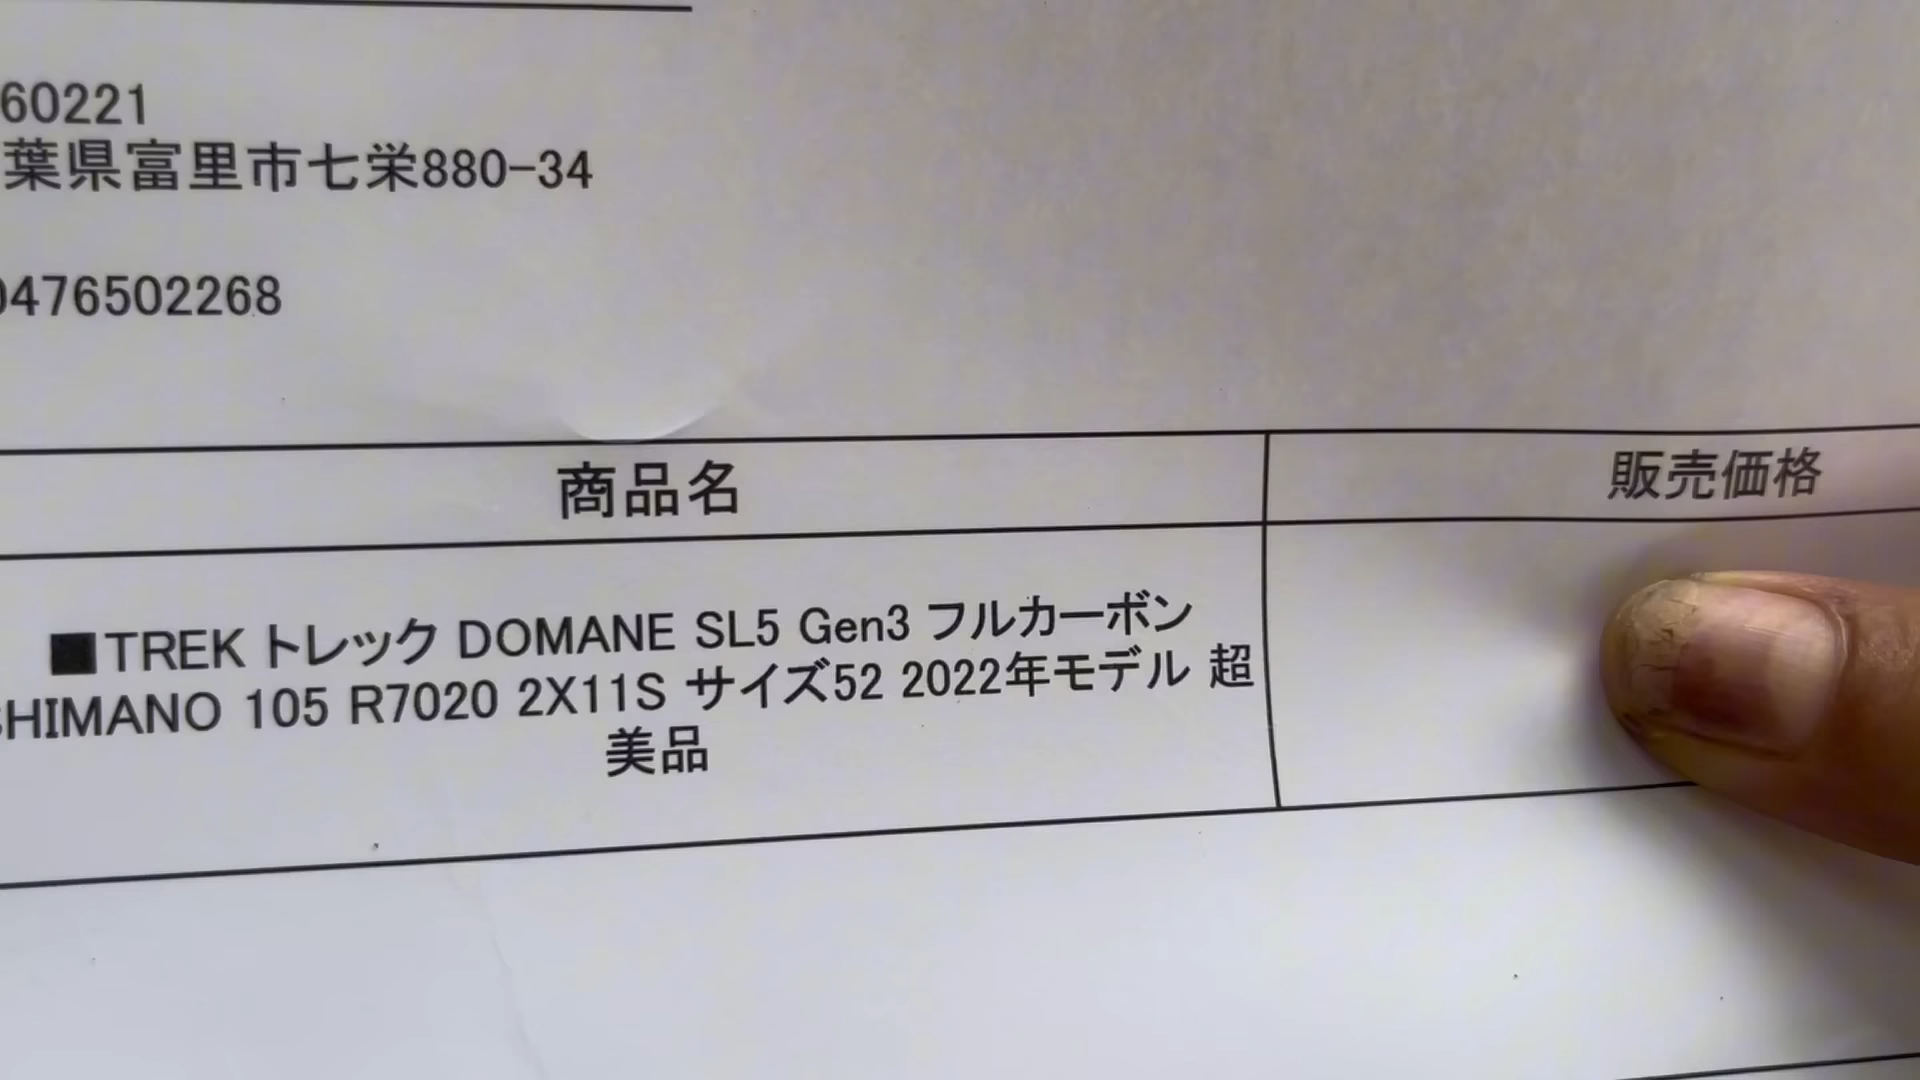 60221
葉県富里市七栄880-34
0476502268
商品名
販売価格
■TREK トレック DOMANE SL5 Gen3 フルカーボン
SHIMANO 105 R7020 2X11S サイズ52 2022年モデル 超
美品